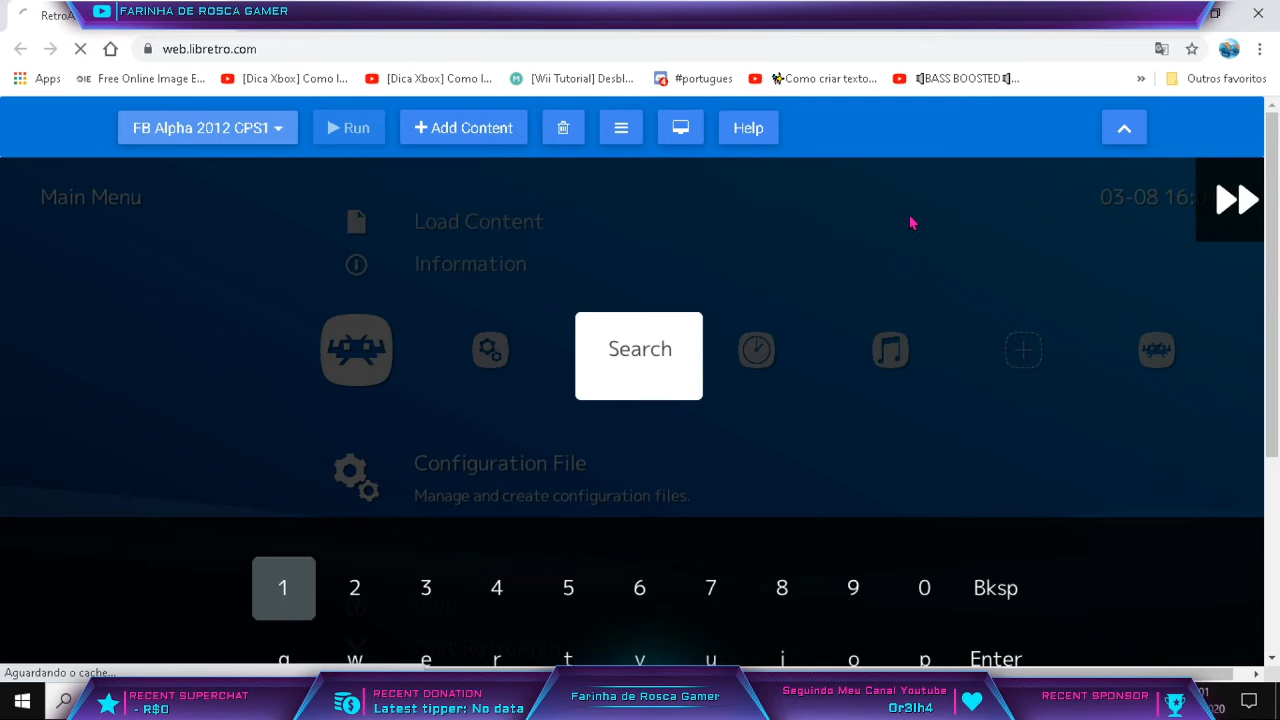 FARINHA DE ROSCA GAMER
web.libretro.com
Apps
Free Online Image E...
[Dica Xbox] Como I...
[Dica Xbox] Como I...
[Wii Tutorial] Desbl...
#portugues
Como criar texto...
BASS BOOSTED
Outros favoritos
FB Alpha 2012 CPS1
Run
Add Content
Help
Main Menu
03-08 16:
Load Content
Information
Search
Configuration File
Manage and create configuration files.
1 2 3 4 5 6 7 8 9 0 Bksp
q w e r t y u i o p Enter
Aguardando o cache...
RECENT SUPERCHAT
- R$0
RECENT DONATION
Latest tipper: No data
Farinha de Rosca Gamer
Seguindo Meu Canal Youtube
0r3lh4
RECENT SPONSOR